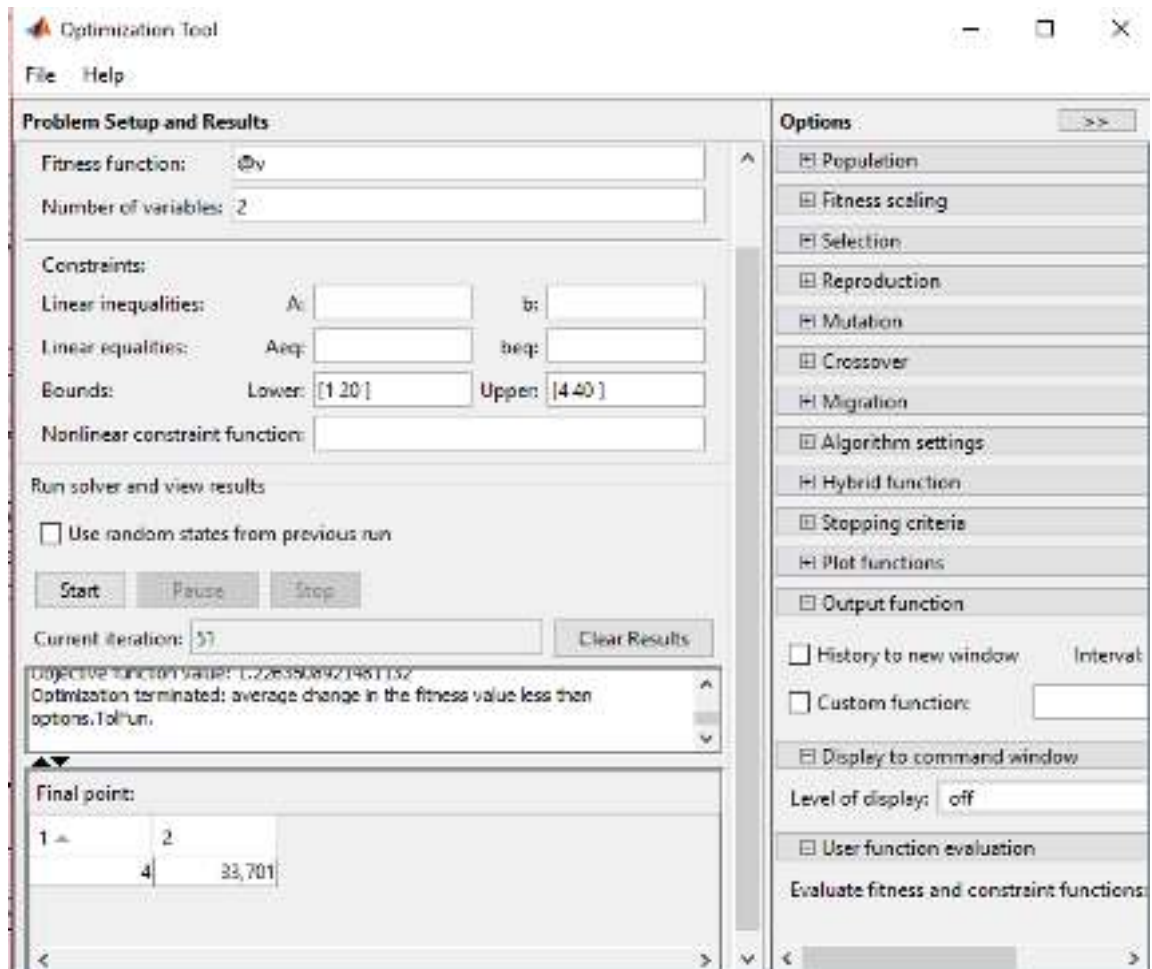 Optimization Tool
File Help
Problem Setup and Results
Fitness function: @v
Number of variables: 2
Constraints:
Linear inequalities: A: b:
Linear equalities: Aeq: beq:
Bounds: Lower: [1 20 ] Upper: [4 40 ]
Nonlinear constraint function:
Run solver and view results
Use random states from previous run
Start Pause Stop
Current iteration: 51
Clear Results
Objective function value:
Optimization terminated: average change in the fitness value less than
options.TolFun.
Final point:
1 2
4 33,701
Options >>
Population
Fitness scaling
Selection
Reproduction
Mutation
Crossover
Migration
Algorithm settings
Hybrid function
Stopping criteria
Plot functions
Output function
History to new window Interval:
Custom function:
Display to command window
Level of display: off
User function evaluation
Evaluate fitness and constraint functions: